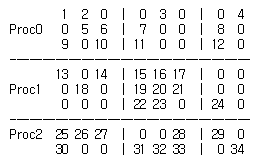 1 2 0 | 0 3 0 | 0 4
Proc0 0 5 6 | 7 0 0 | 8 0
9 0 10 | 11 0 0 | 12 0
13 0 14 | 15 16 17 | 0 0
Proc1 0 18 0 | 19 20 21 | 0 0
0 0 0 | 22 23 0 | 24 0
Proc2 25 26 27 | 0 0 28 | 29 0
30 0 0 | 31 32 33 | 0 34